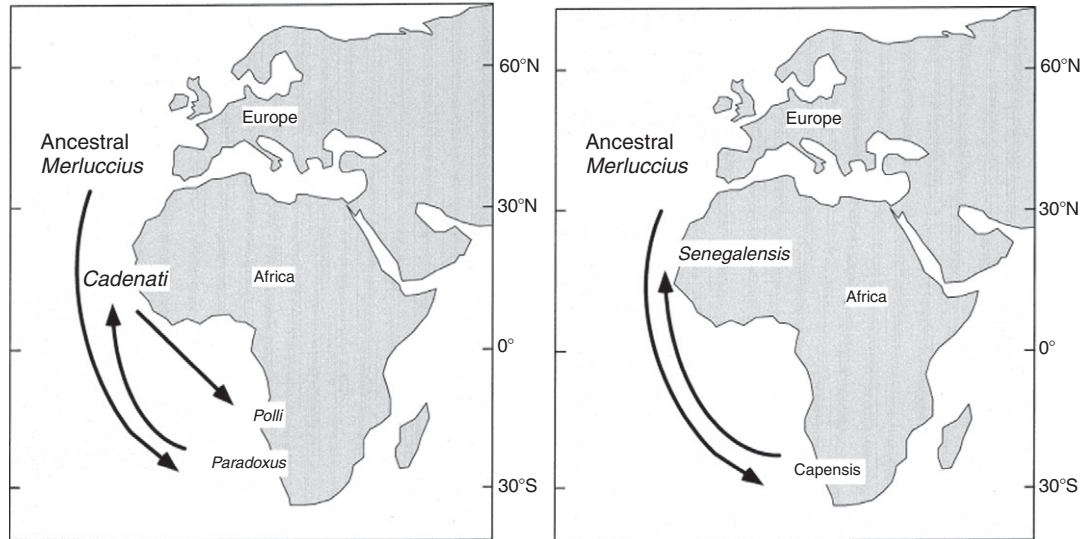 60°N
Europe
Ancestral
Merluccius
30°N
Cadenati
Africa
0°
Polli
Paradoxus
30°S
60°N
Europe
Ancestral
Merluccius
30°N
Senegalensis
Africa
0°
Capensis
30°S